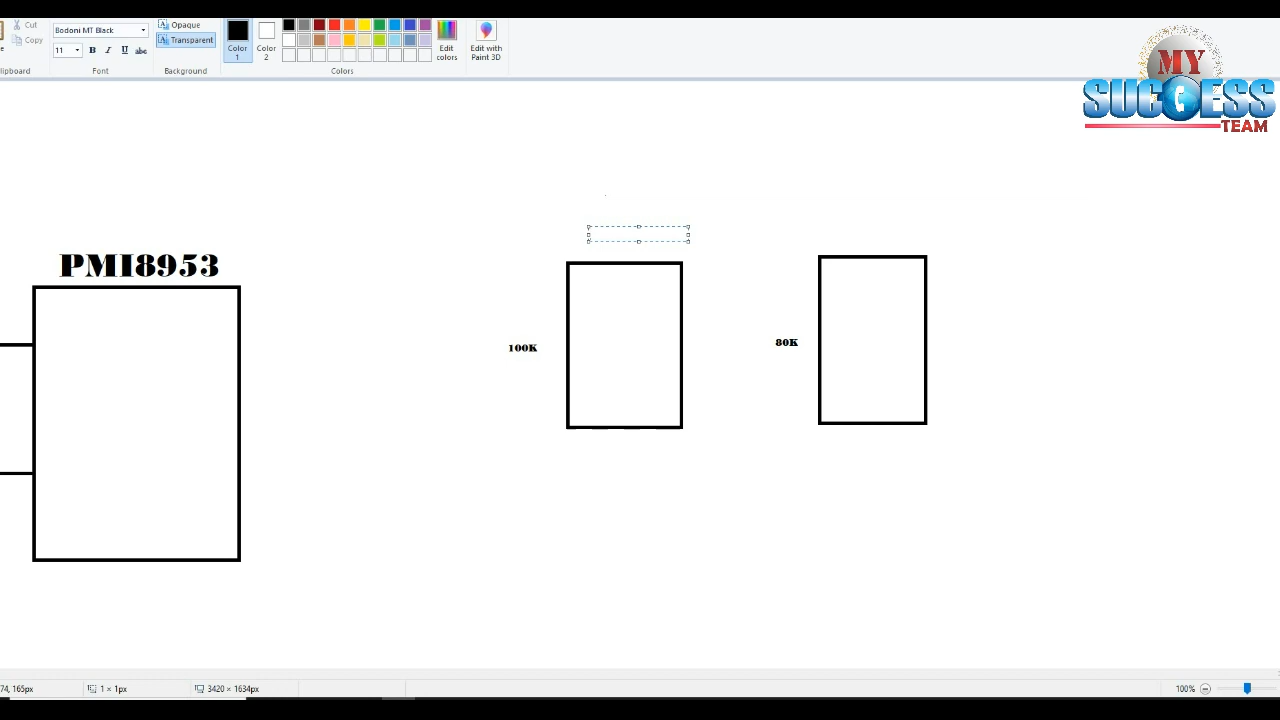 Cut
Copy
Clipboard
Bodoni MT Black
11
B I U abc
Font
Opaque
Transparent
Background
Color 1
Color 2
Edit colors
Edit with Paint 3D
Colors
MY
SUCCESS
TEAM
PMI8953
100K
80K
74, 165px
1 × 1px
3420 × 1634px
100%